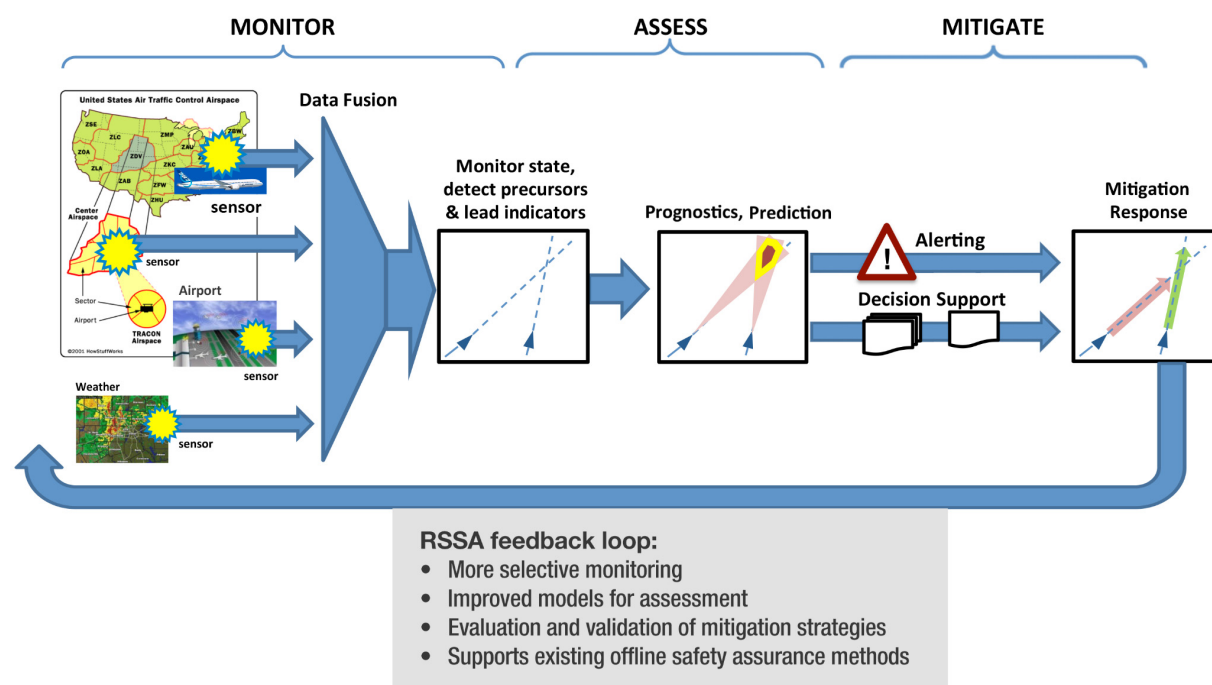 MONITOR
ASSESS
MITIGATE
United States Air Traffic Control Airspace
ZSE
ZLC
ZMP
ZBW
ZOA
ZDV
ZAU
ZLA
ZKC
ZAB
ZFW
ZHU
Center
Airspace
sensor
sensor
Sector
Airport
TRACON
Airspace
©2001 HowStuffWorks
Airport
sensor
Weather
sensor
Data Fusion
Monitor state,
detect precursors
& lead indicators
Prognostics, Prediction
!
Alerting
Decision Support
Mitigation
Response
RSSA feedback loop:
• More selective monitoring
• Improved models for assessment
• Evaluation and validation of mitigation strategies
• Supports existing offline safety assurance methods